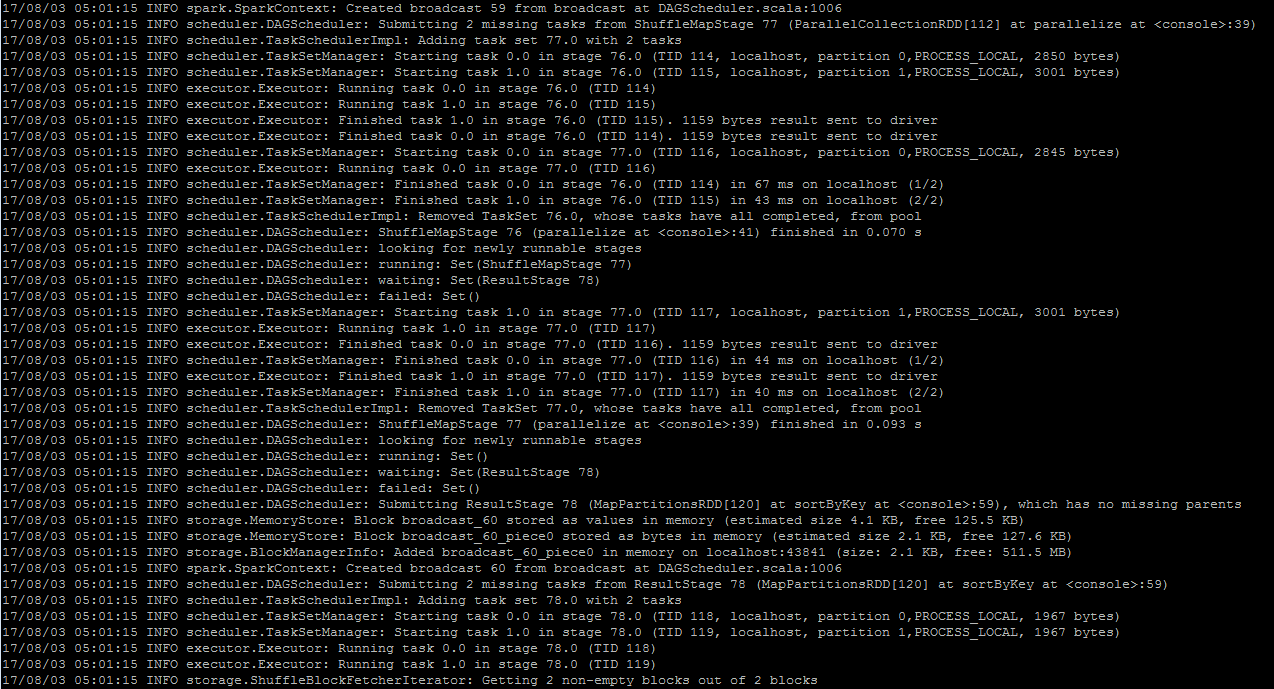 17/08/03 05:01:15 INFO spark.SparkContext: Created broadcast 59 from broadcast at DAGScheduler.scala:1006
17/08/03 05:01:15 INFO scheduler.DAGScheduler: Submitting 2 missing tasks from ShuffleMapStage 77 (ParallelCollectionRDD[112] at parallelize at <console>:39)
17/08/03 05:01:15 INFO scheduler.TaskSchedulerImpl: Adding task set 77.0 with 2 tasks
17/08/03 05:01:15 INFO scheduler.TaskSetManager: Starting task 0.0 in stage 76.0 (TID 114, localhost, partition 0,PROCESS_LOCAL, 2850 bytes)
17/08/03 05:01:15 INFO scheduler.TaskSetManager: Starting task 1.0 in stage 76.0 (TID 115, localhost, partition 1,PROCESS_LOCAL, 3001 bytes)
17/08/03 05:01:15 INFO executor.Executor: Running task 0.0 in stage 76.0 (TID 114)
17/08/03 05:01:15 INFO executor.Executor: Running task 1.0 in stage 76.0 (TID 115)
17/08/03 05:01:15 INFO executor.Executor: Finished task 1.0 in stage 76.0 (TID 115). 1159 bytes result sent to driver
17/08/03 05:01:15 INFO executor.Executor: Finished task 0.0 in stage 76.0 (TID 114). 1159 bytes result sent to driver
17/08/03 05:01:15 INFO scheduler.TaskSetManager: Starting task 0.0 in stage 77.0 (TID 116, localhost, partition 0,PROCESS_LOCAL, 2845 bytes)
17/08/03 05:01:15 INFO executor.Executor: Running task 0.0 in stage 77.0 (TID 116)
17/08/03 05:01:15 INFO scheduler.TaskSetManager: Finished task 0.0 in stage 76.0 (TID 114) in 67 ms on localhost (1/2)
17/08/03 05:01:15 INFO scheduler.TaskSetManager: Finished task 1.0 in stage 76.0 (TID 115) in 43 ms on localhost (2/2)
17/08/03 05:01:15 INFO scheduler.TaskSchedulerImpl: Removed TaskSet 76.0, whose tasks have all completed, from pool
17/08/03 05:01:15 INFO scheduler.DAGScheduler: ShuffleMapStage 76 (parallelize at <console>:41) finished in 0.070 s
17/08/03 05:01:15 INFO scheduler.DAGScheduler: looking for newly runnable stages
17/08/03 05:01:15 INFO scheduler.DAGScheduler: running: Set(ShuffleMapStage 77)
17/08/03 05:01:15 INFO scheduler.DAGScheduler: waiting: Set(ResultStage 78)
17/08/03 05:01:15 INFO scheduler.DAGScheduler: failed: Set()
17/08/03 05:01:15 INFO scheduler.TaskSetManager: Starting task 1.0 in stage 77.0 (TID 117, localhost, partition 1,PROCESS_LOCAL, 3001 bytes)
17/08/03 05:01:15 INFO executor.Executor: Running task 1.0 in stage 77.0 (TID 117)
17/08/03 05:01:15 INFO executor.Executor: Finished task 0.0 in stage 77.0 (TID 116). 1159 bytes result sent to driver
17/08/03 05:01:15 INFO scheduler.TaskSetManager: Finished task 0.0 in stage 77.0 (TID 116) in 44 ms on localhost (1/2)
17/08/03 05:01:15 INFO executor.Executor: Finished task 1.0 in stage 77.0 (TID 117). 1159 bytes result sent to driver
17/08/03 05:01:15 INFO scheduler.TaskSetManager: Finished task 1.0 in stage 77.0 (TID 117) in 40 ms on localhost (2/2)
17/08/03 05:01:15 INFO scheduler.TaskSchedulerImpl: Removed TaskSet 77.0, whose tasks have all completed, from pool
17/08/03 05:01:15 INFO scheduler.DAGScheduler: ShuffleMapStage 77 (parallelize at <console>:39) finished in 0.093 s
17/08/03 05:01:15 INFO scheduler.DAGScheduler: looking for newly runnable stages
17/08/03 05:01:15 INFO scheduler.DAGScheduler: running: Set()
17/08/03 05:01:15 INFO scheduler.DAGScheduler: waiting: Set(ResultStage 78)
17/08/03 05:01:15 INFO scheduler.DAGScheduler: failed: Set()
17/08/03 05:01:15 INFO scheduler.DAGScheduler: Submitting ResultStage 78 (MapPartitionsRDD[120] at sortByKey at <console>:59), which has no missing parents
17/08/03 05:01:15 INFO storage.MemoryStore: Block broadcast_60 stored as values in memory (estimated size 4.1 KB, free 125.5 KB)
17/08/03 05:01:15 INFO storage.MemoryStore: Block broadcast_60_piece0 stored as bytes in memory (estimated size 2.1 KB, free 127.6 KB)
17/08/03 05:01:15 INFO storage.BlockManagerInfo: Added broadcast_60_piece0 in memory on localhost:43841 (size: 2.1 KB, free: 511.5 MB)
17/08/03 05:01:15 INFO spark.SparkContext: Created broadcast 60 from broadcast at DAGScheduler.scala:1006
17/08/03 05:01:15 INFO scheduler.DAGScheduler: Submitting 2 missing tasks from ResultStage 78 (MapPartitionsRDD[120] at sortByKey at <console>:59)
17/08/03 05:01:15 INFO scheduler.TaskSchedulerImpl: Adding task set 78.0 with 2 tasks
17/08/03 05:01:15 INFO scheduler.TaskSetManager: Starting task 0.0 in stage 78.0 (TID 118, localhost, partition 0,PROCESS_LOCAL, 1967 bytes)
17/08/03 05:01:15 INFO scheduler.TaskSetManager: Starting task 1.0 in stage 78.0 (TID 119, localhost, partition 1,PROCESS_LOCAL, 1967 bytes)
17/08/03 05:01:15 INFO executor.Executor: Running task 0.0 in stage 78.0 (TID 118)
17/08/03 05:01:15 INFO executor.Executor: Running task 1.0 in stage 78.0 (TID 119)
17/08/03 05:01:15 INFO storage.ShuffleBlockFetcherIterator: Getting 2 non-empty blocks out of 2 blocks